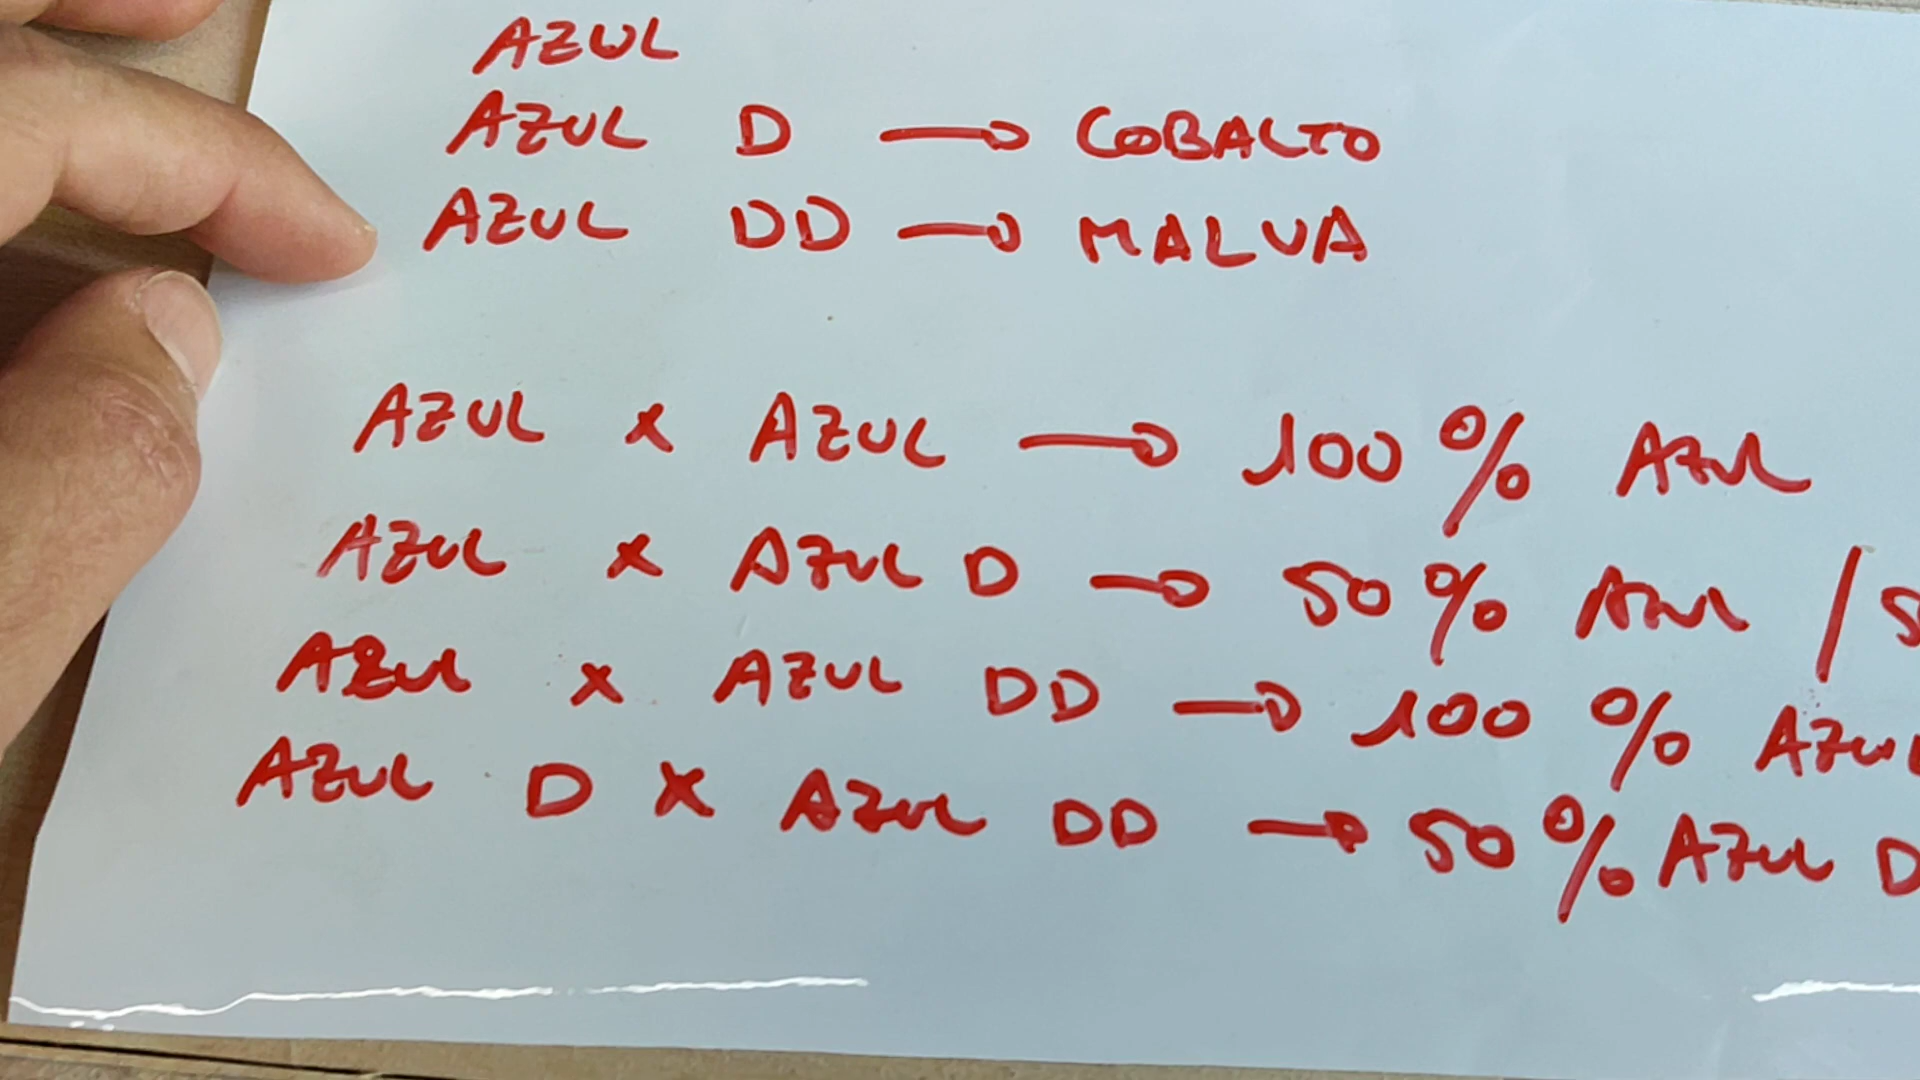 AZUL
AZUL D → COBALTO
AZUL DD → MALVA
AZUL x AZUL → 100% AZUL
AZUL x AZUL D → 50% AZUL /
AZUL x AZUL DD → 100% AZUL
AZUL D x AZUL DD → 50% AZUL D